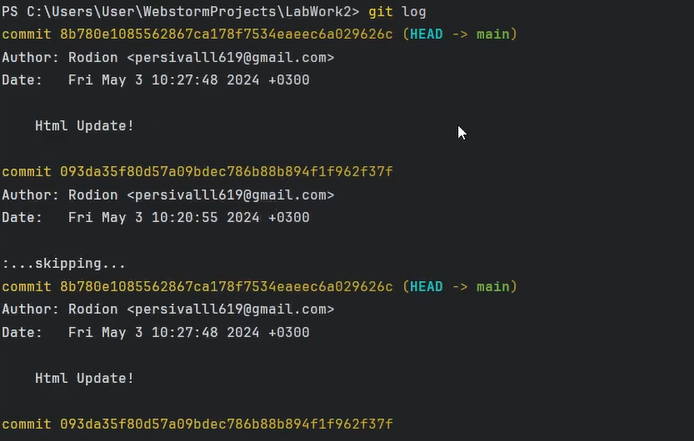 PS C:\Users\User\WebstormProjects\LabWork2> git log
commit 8b780e1085562867ca178f7534eaeec6a029626c (HEAD -> main)
Author: Rodion <persivalll619@gmail.com>
Date:   Fri May 3 10:27:48 2024 +0300
Html Update!
commit 093da35f80d57a09bdec786b88b894f1f962f37f
Author: Rodion <persivalll619@gmail.com>
Date:   Fri May 3 10:20:55 2024 +0300
:...skipping...
commit 8b780e1085562867ca178f7534eaeec6a029626c (HEAD -> main)
Author: Rodion <persivalll619@gmail.com>
Date:   Fri May 3 10:27:48 2024 +0300
Html Update!
commit 093da35f80d57a09bdec786b88b894f1f962f37f